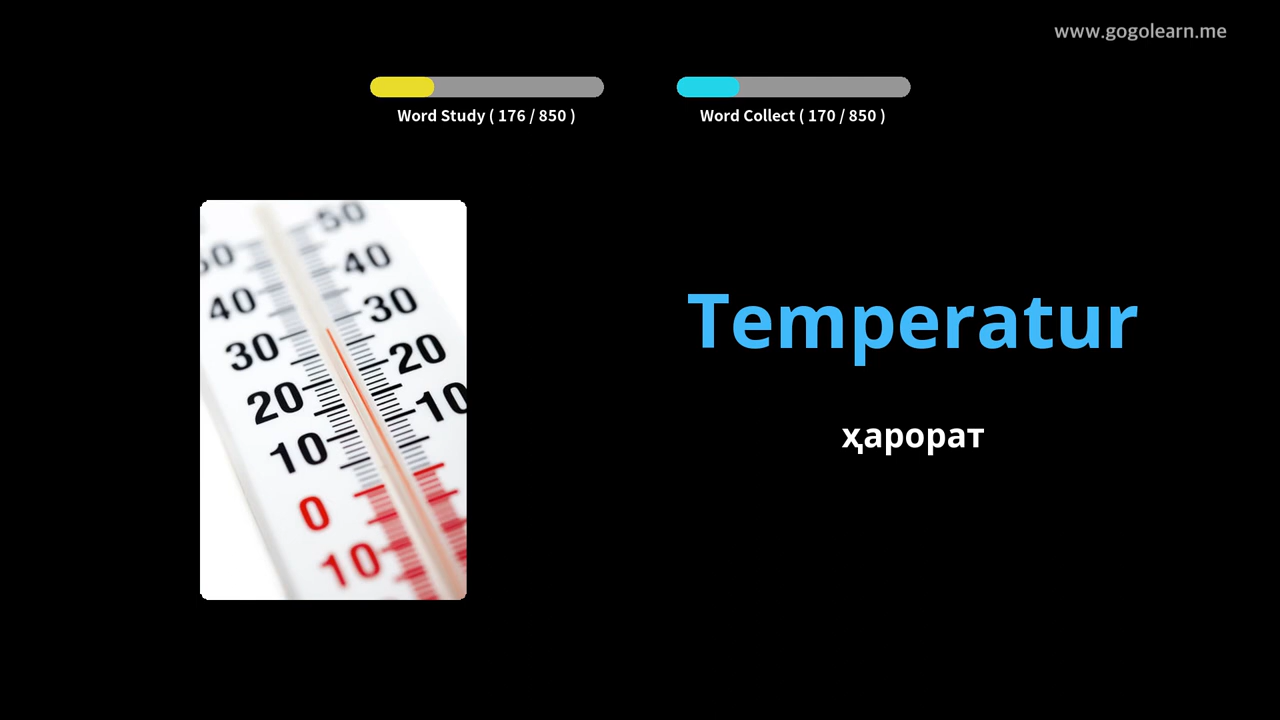 www.gogolearn.me
Word Study ( 176 / 850 )
Word Collect ( 170 / 850 )
50
50
40
40
30
30
20
20
10
10
0
10
Temperatur
ҳарорат